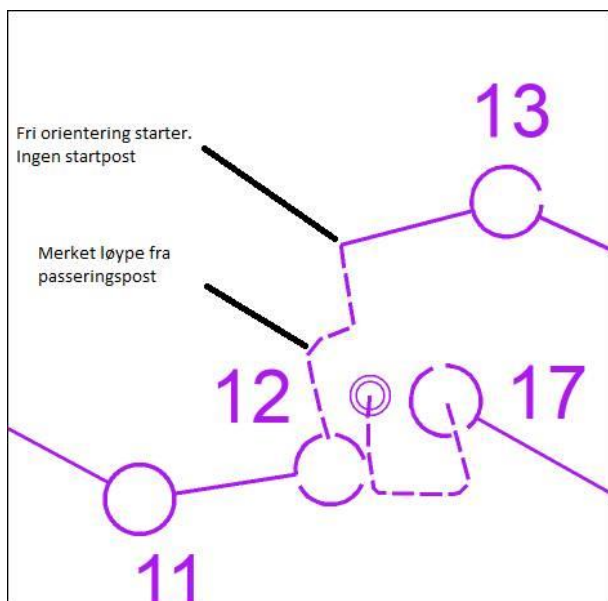 13
Fri orientering starter.
Ingen startpost
Merket løype fra
passeringspost
12
17
11